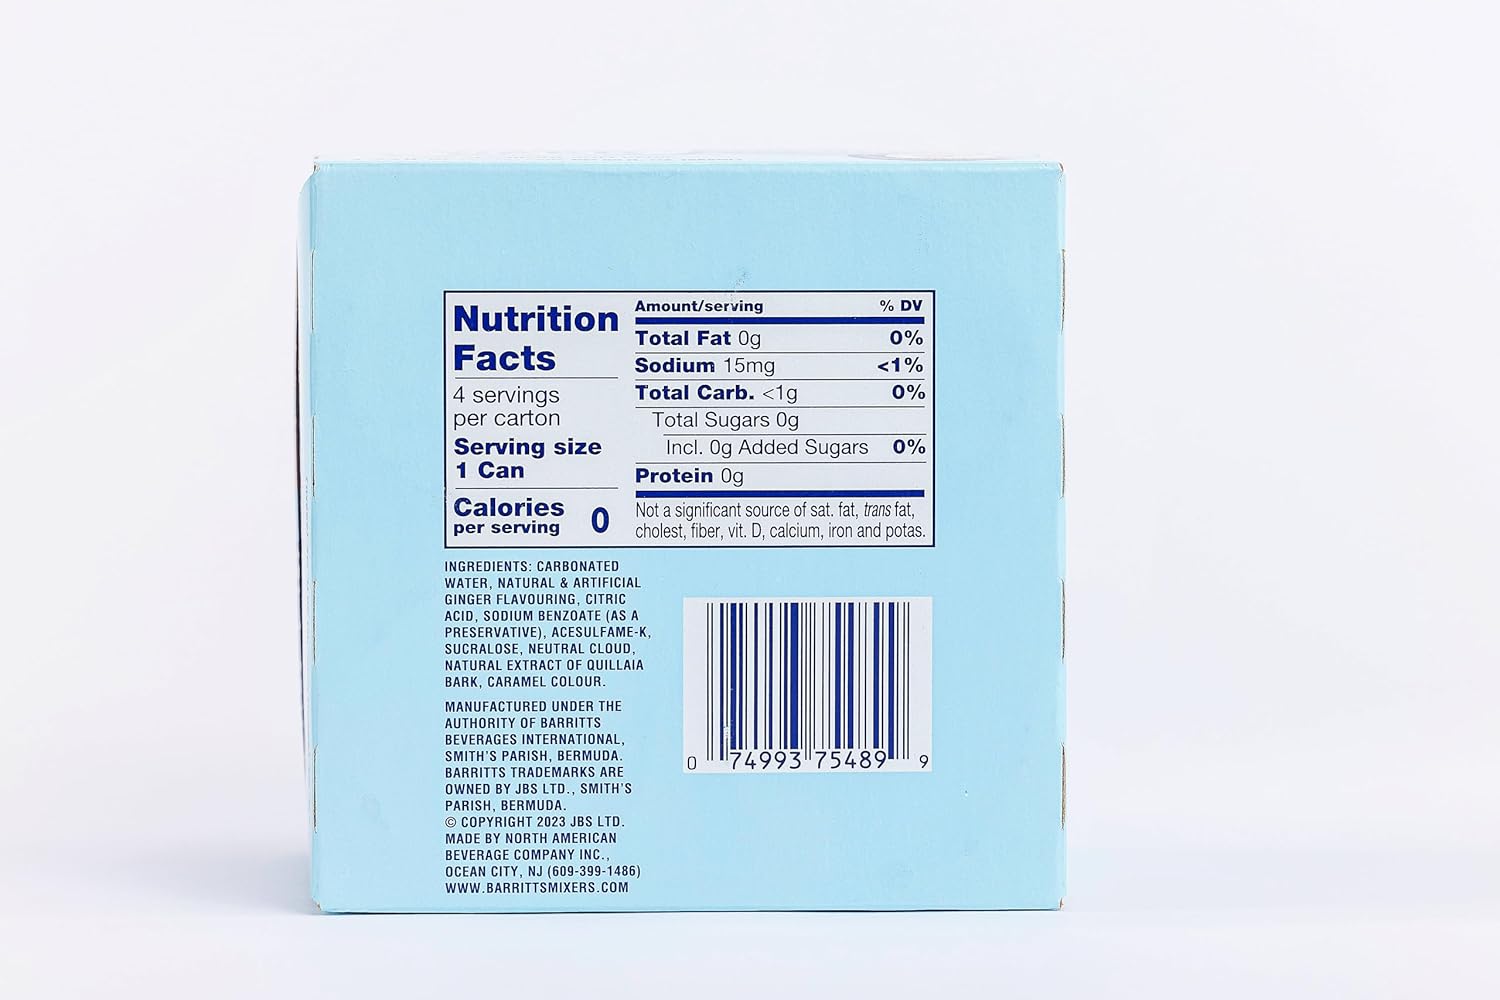 Nutrition
Facts
4 servings
per carton
Serving size
1 Can
Calories
per serving 0
Amount/serving % DV
Total Fat 0g 0%
Sodium 15mg <1%
Total Carb. <1g 0%
Total Sugars 0g
Incl. 0g Added Sugars 0%
Protein 0g
Not a significant source of sat. fat, trans fat,
cholest, fiber, vit. D, calcium, iron and potas.
INGREDIENTS: CARBONATED
WATER, NATURAL & ARTIFICIAL
GINGER FLAVOURING, CITRIC
ACID, SODIUM BENZOATE (AS A
PRESERVATIVE), ACESULFAME-K,
SUCRALOSE, NEUTRAL CLOUD,
NATURAL EXTRACT OF QUILLAIA
BARK, CARAMEL COLOUR.
MANUFACTURED UNDER THE
AUTHORITY OF BARRITTS
BEVERAGES INTERNATIONAL,
SMITH'S PARISH, BERMUDA.
BARRITTS TRADEMARKS ARE
OWNED BY JBS LTD., SMITH'S
PARISH, BERMUDA.
© COPYRIGHT 2023 JBS LTD.
MADE BY NORTH AMERICAN
BEVERAGE COMPANY INC.,
OCEAN CITY, NJ (609-399-1486)
WWW.BARRITTSMIXERS.COM
0 74993 75489 9